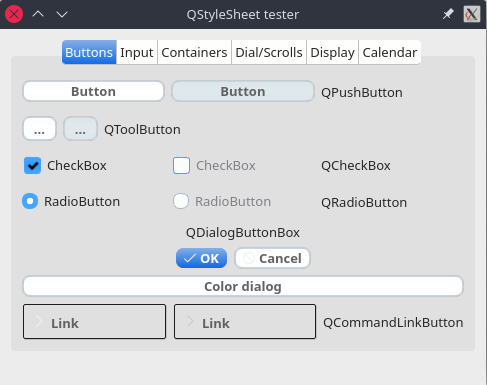 QStyleSheet tester
Buttons Input Containers Dial/Scrolls Display Calendar
Button Button QPushButton
... ... QToolButton
CheckBox CheckBox QCheckBox
RadioButton RadioButton QRadioButton
QDialogButtonBox
OK Cancel
Color dialog
Link Link QCommandLinkButton